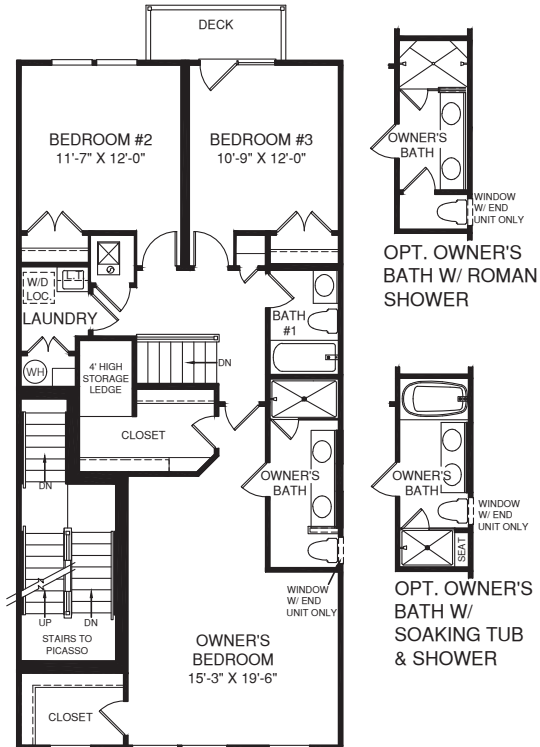 DECK
BEDROOM #2
11'-7" X 12'-0"
BEDROOM #3
10'-9" X 12'-0"
W/D
LOC.
LAUNDRY
WH
4' HIGH
STORAGE
LEDGE
DN
BATH
#1
CLOSET
OWNER'S
BATH
WINDOW
W/ END
UNIT ONLY
DN
UP
DN
STAIRS TO
PICASSO
OWNER'S
BEDROOM
15'-3" X 19'-6"
CLOSET
OWNER'S
BATH
WINDOW
W/ END
UNIT ONLY
OPT. OWNER'S
BATH W/ ROMAN
SHOWER
OWNER'S
BATH
WINDOW
W/ END
UNIT ONLY
SEAT
OPT. OWNER'S
BATH W/
SOAKING TUB
& SHOWER